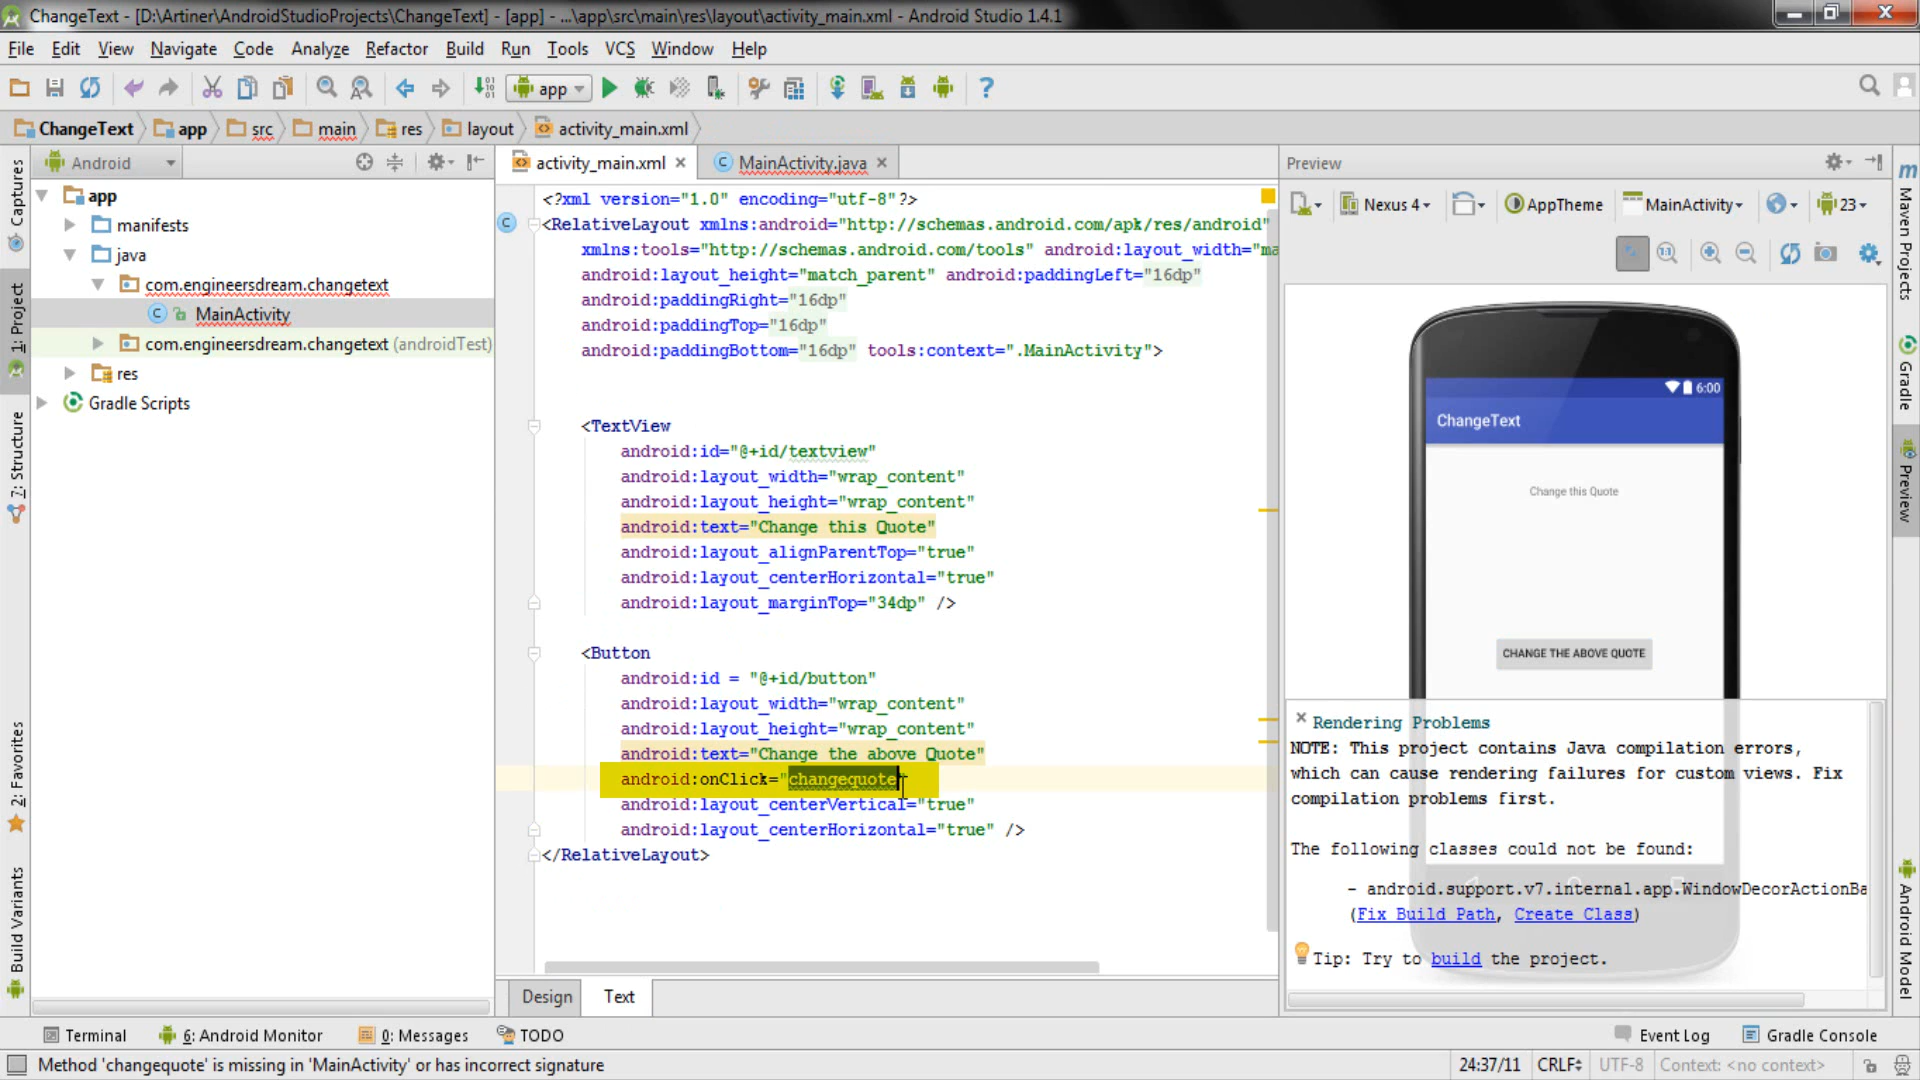 ChangeText - [D:\Artiner\AndroidStudioProjects\ChangeText] - [app] - ...\app\src\main\res\layout\activity_main.xml - Android Studio 1.4.1
File Edit View Navigate Code Analyze Refactor Build Run Tools VCS Window Help
app
ChangeText app src main res layout activity_main.xml
Android
activity_main.xml MainActivity.java
Preview
app
manifests
java
com.engineersdream.changetext
MainActivity
com.engineersdream.changetext (androidTest)
res
Gradle Scripts
Captures
1: Project
7: Structure
2: Favorites
Build Variants
<?xml version="1.0" encoding="utf-8"?>
<RelativeLayout xmlns:android="http://schemas.android.com/apk/res/android"
xmlns:tools="http://schemas.android.com/tools" android:layout_width="ma
android:layout_height="match_parent" android:paddingLeft="16dp"
android:paddingRight="16dp"
android:paddingTop="16dp"
android:paddingBottom="16dp" tools:context=".MainActivity">
<TextView
android:id="@+id/textview"
android:layout_width="wrap_content"
android:layout_height="wrap_content"
android:text="Change this Quote"
android:layout_alignParentTop="true"
android:layout_centerHorizontal="true"
android:layout_marginTop="34dp" />
<Button
android:id = "@+id/button"
android:layout_width="wrap_content"
android:layout_height="wrap_content"
android:text="Change the above Quote"
android:onClick="changequote"
android:layout_centerVertical="true"
android:layout_centerHorizontal="true" />
</RelativeLayout>
Design Text
Nexus 4 AppTheme MainActivity 23
1:1
6:00
ChangeText
Change this Quote
CHANGE THE ABOVE QUOTE
Rendering Problems
NOTE: This project contains Java compilation errors,
which can cause rendering failures for custom views. Fix
compilation problems first.
The following classes could not be found:
- android.support.v7.internal.app.WindowDecorActionBa
(Fix Build Path, Create Class)
Tip: Try to build the project.
Maven Projects
Gradle
Preview
Android Model
Terminal 6: Android Monitor 0: Messages TODO Event Log Gradle Console
Method 'changequote' is missing in 'MainActivity' or has incorrect signature 24:37/11 CRLF UTF-8 Context: <no context>